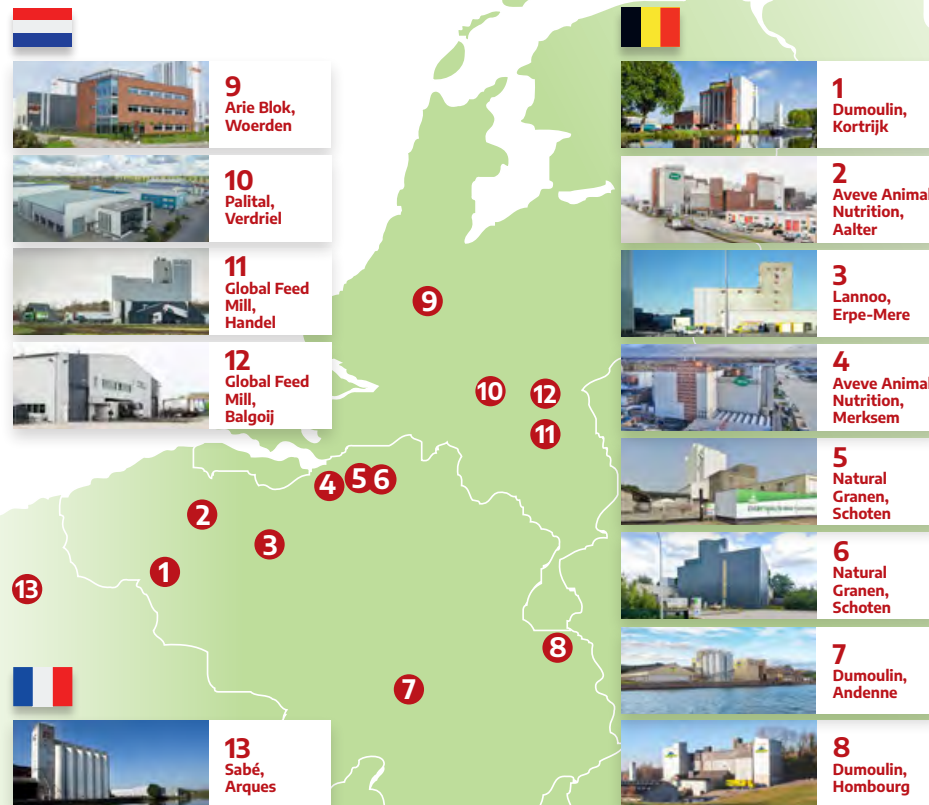 9
Arie Blok,
Woerden
10
Palital,
Verdriel
11
Global Feed
Mill,
Handel
12
Global Feed
Mill,
Balgoij
1
Dumoulin,
Kortrijk
2
Aveve Animal
Nutrition,
Aalter
3
Lannoo,
Erpe-Mere
4
Aveve Animal
Nutrition,
Merksem
5
Natural
Granen,
Schoten
6
Natural
Granen,
Schoten
7
Dumoulin,
Andenne
8
Dumoulin,
Hombourg
13
Sabé,
Arques
9
10
12
11
4
5
6
2
3
1
13
8
7